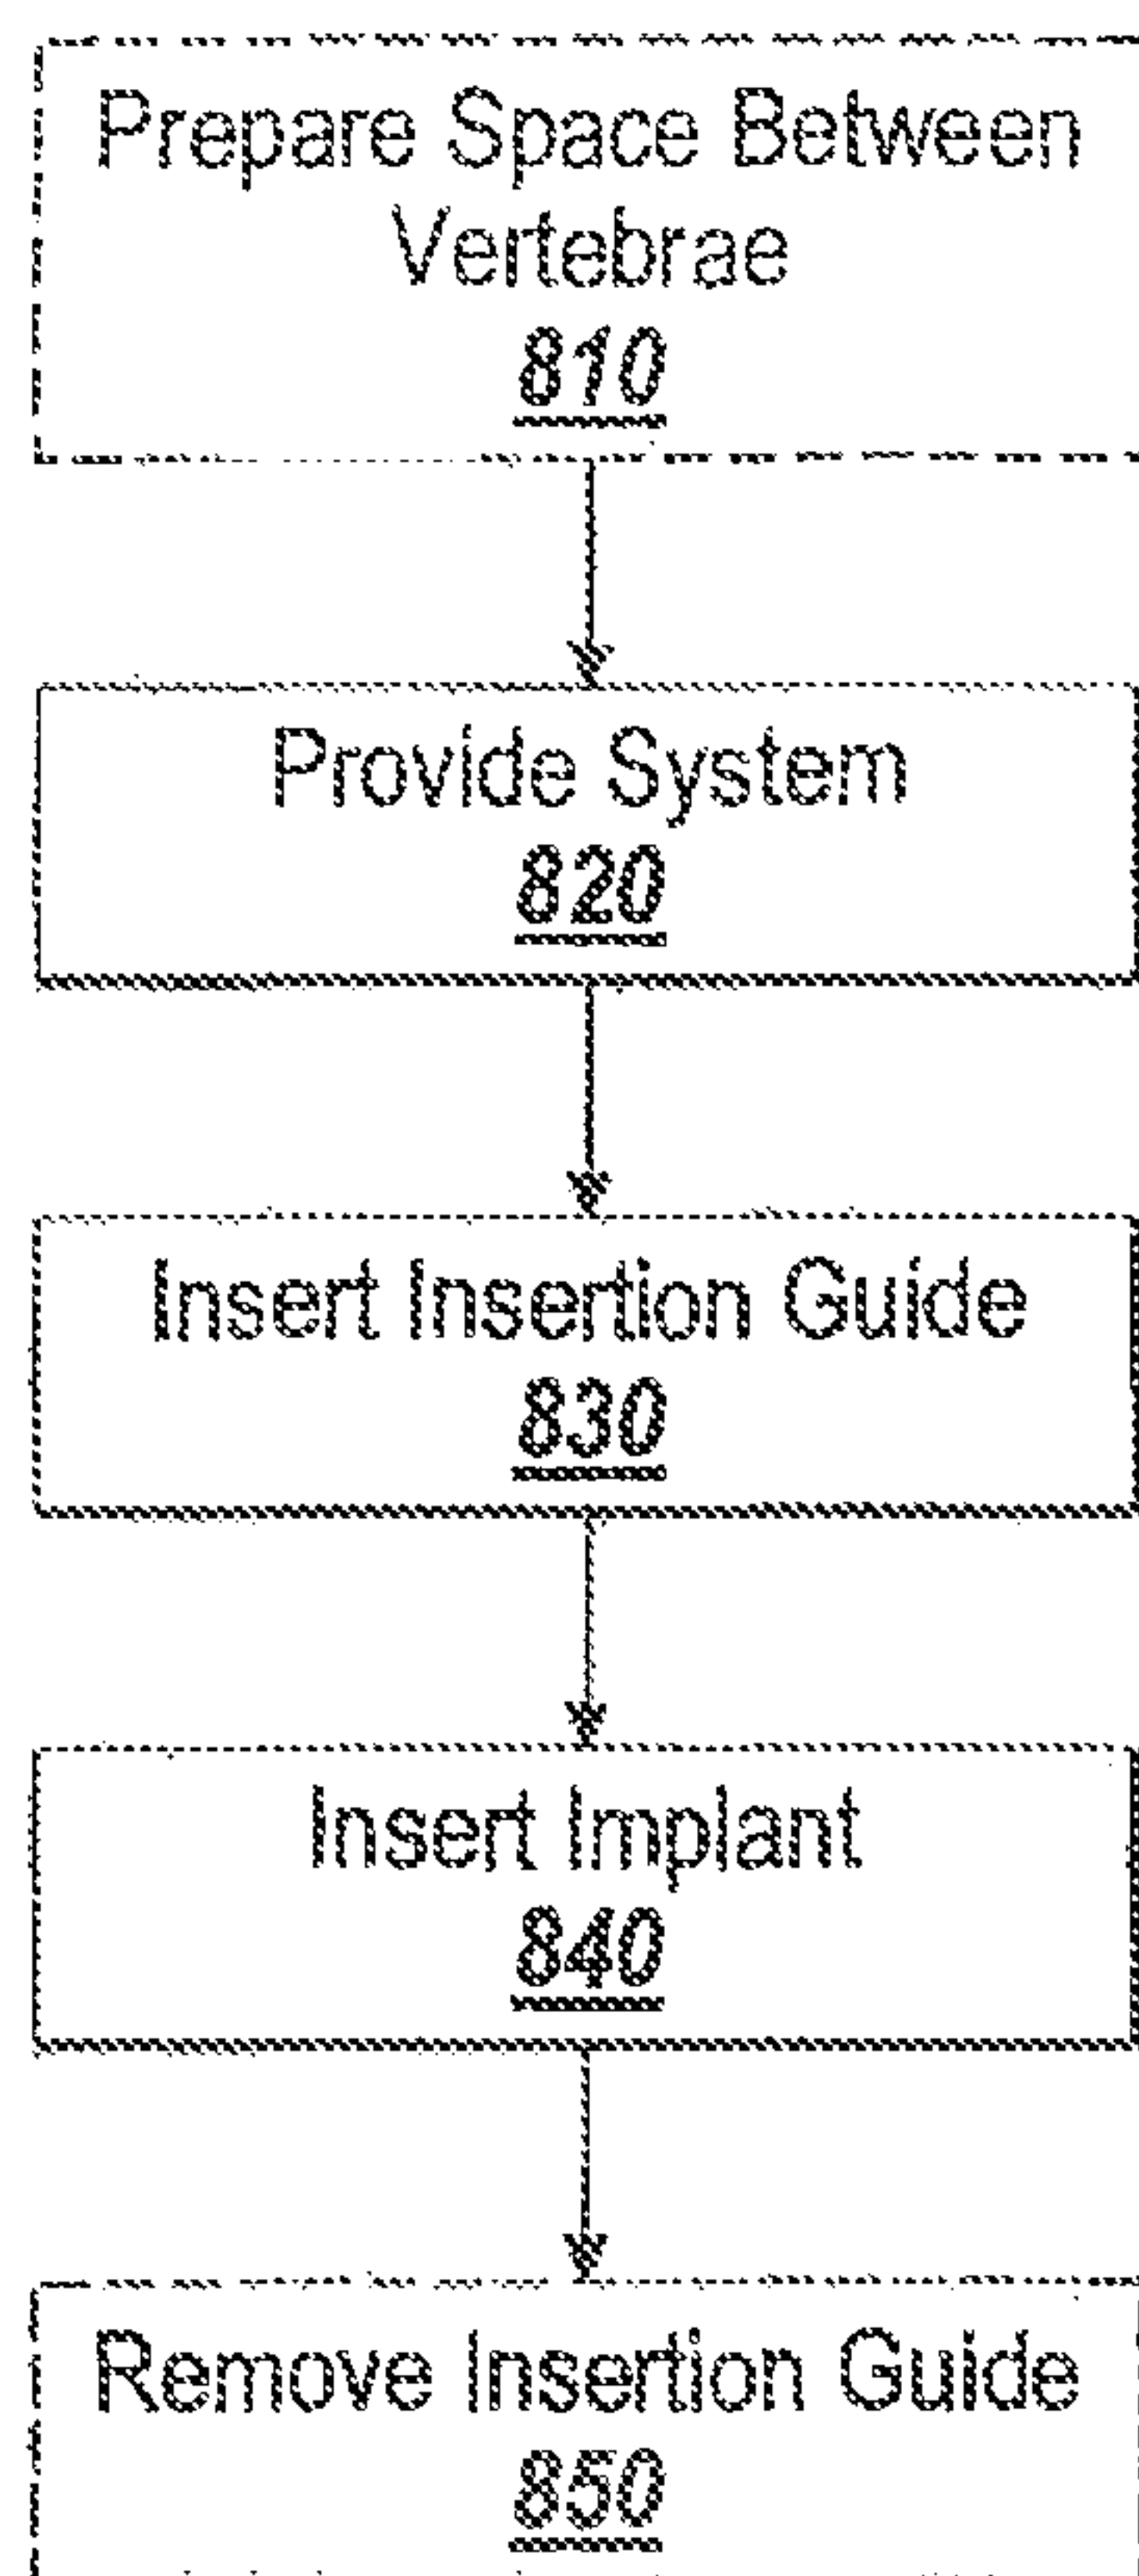 Prepare Space Between
Vertebrae
810
Provide System
820
Insert Insertion Guide
830
Insert Implant
840
Remove Insertion Guide
850